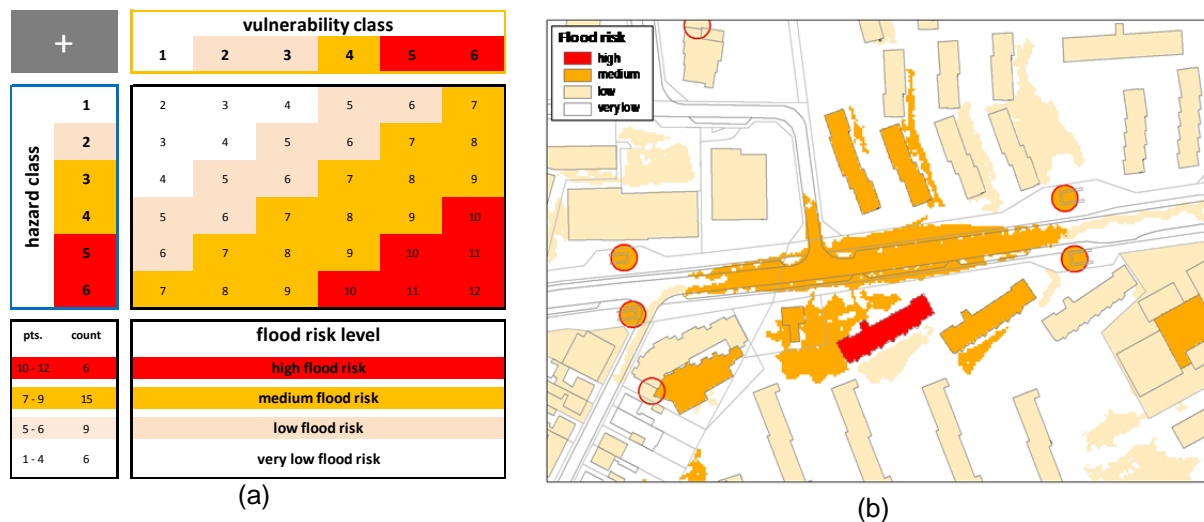 +
vulnerability class
1 2 3 4 5 6
hazard class
1 2 3 4 5 6 7
2 3 4 5 6 7 8
3 4 5 6 7 8 9
4 5 6 7 8 9 10
5 6 7 8 9 10 11
6 7 8 9 10 11 12
pts. count flood risk level
10 - 12 6 high flood risk
7 - 9 15 medium flood risk
5 - 6 9 low flood risk
1 - 4 6 very low flood risk
(a)
Flood risk
high
medium
low
very low
(b)